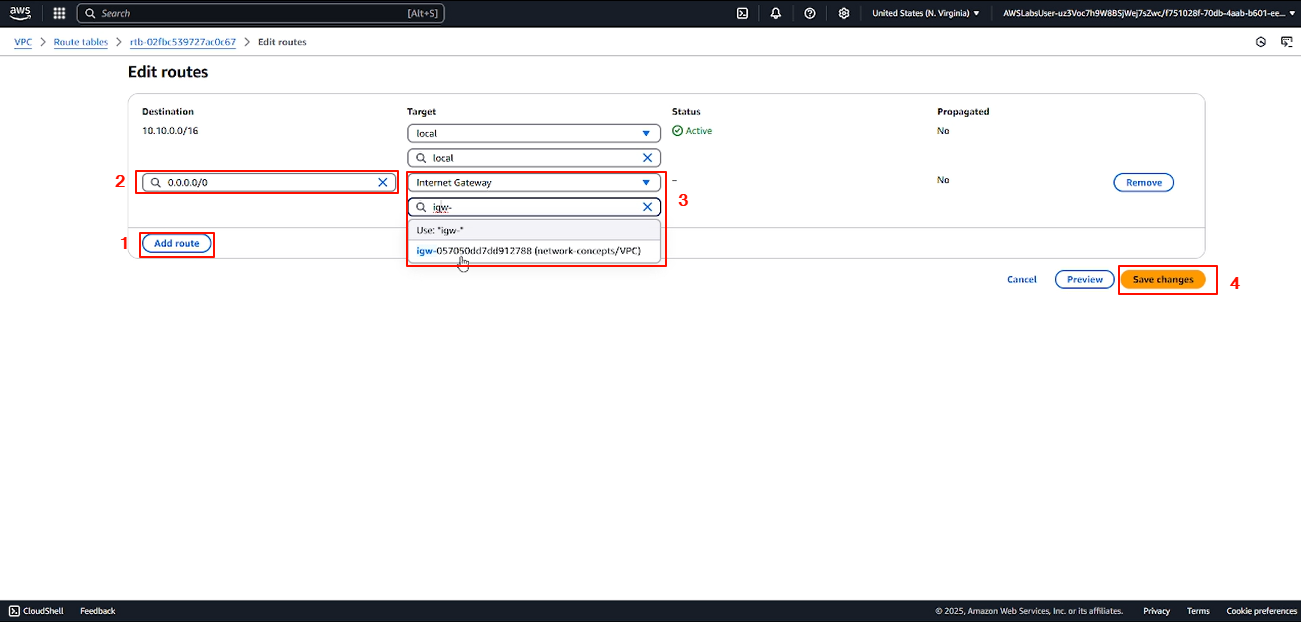 aws Search [Alt+S] United States (N. Virginia) AWSLabsUser-uz3Voc7h9W8BSjWej7sZwc/f751028f-70db-4aab-b601-ee...
VPC > Route tables > rtb-02fbc539727ac0c67 > Edit routes
Edit routes
Destination Target Status Propagated
10.10.0.0/16 local Active No
local
2 0.0.0.0/0 Internet Gateway – No Remove
igw- 3
Use: "igw-"
1 Add route igw-057050dd7dd912788 (network-concepts/VPC)
Cancel Preview Save changes 4
CloudShell Feedback © 2025, Amazon Web Services, Inc. or its affiliates. Privacy Terms Cookie preferences